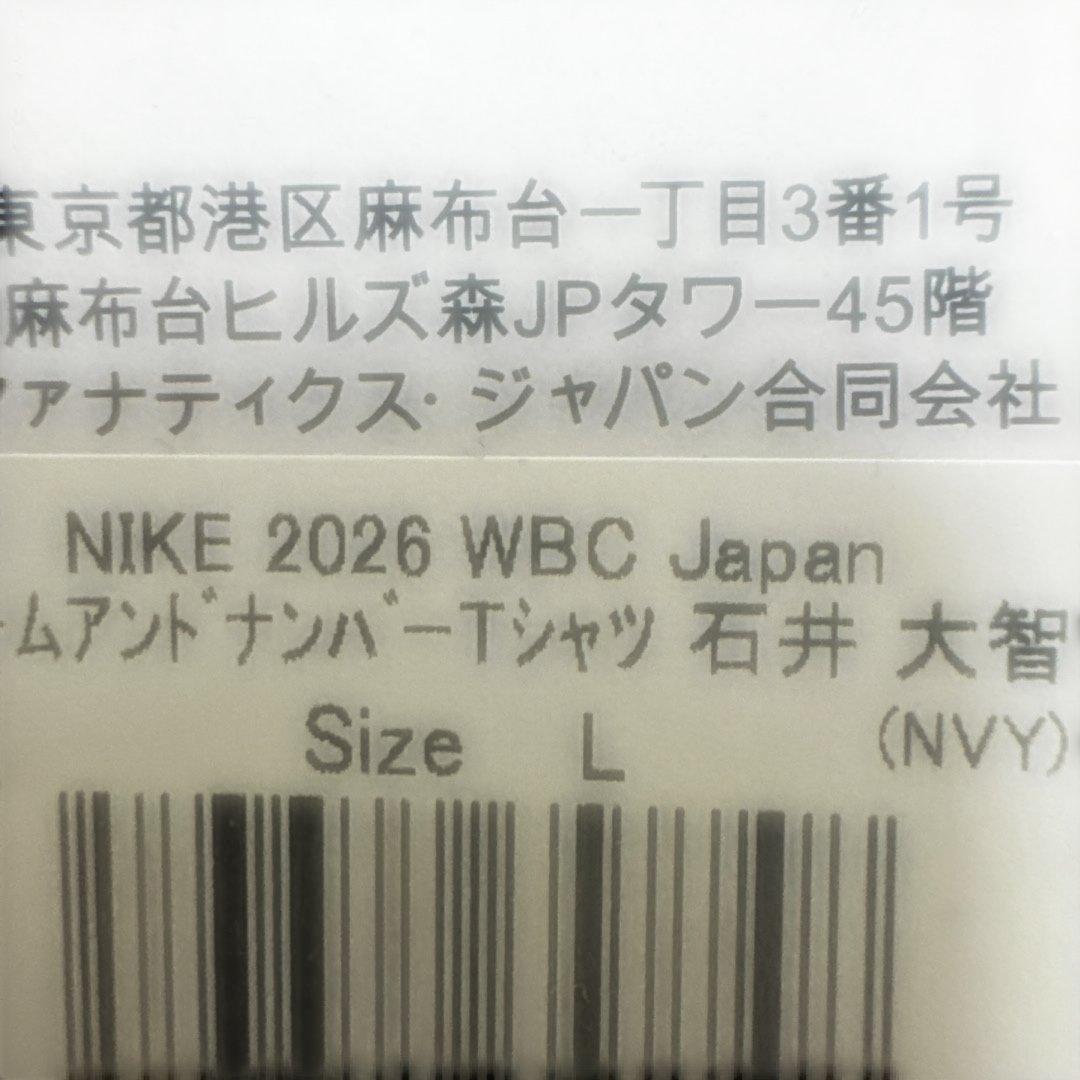 東京都港区麻布台一丁目3番1号
麻布台ヒルズ森JPタワー45階
ファナティクス・ジャパン合同会社
NIKE 2026 WBC Japan
ームアンドナンバーTシャツ 石井 大智
Size L (NVY)